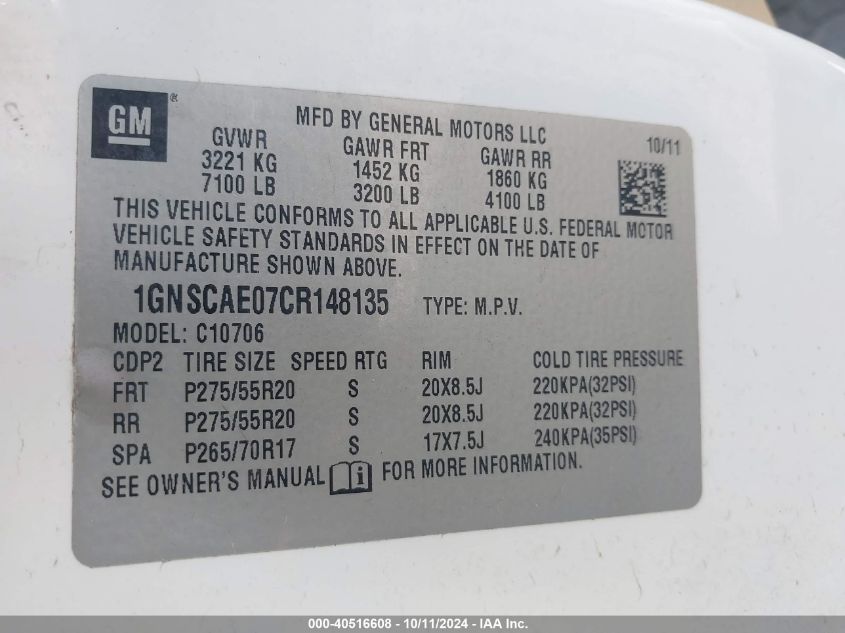 GM®
MFD BY GENERAL MOTORS LLC
10/11
GVWR GAWR FRT GAWR RR
3221 KG 1452 KG 1860 KG
7100 LB 3200 LB 4100 LB
THIS VEHICLE CONFORMS TO ALL APPLICABLE U.S. FEDERAL MOTOR
VEHICLE SAFETY STANDARDS IN EFFECT ON THE DATE OF
MANUFACTURE SHOWN ABOVE.
1GNSCAE07CR148135 TYPE: M.P.V.
MODEL: C10706
CDP2 TIRE SIZE SPEED RTG RIM COLD TIRE PRESSURE
FRT P275/55R20 S 20X8.5J 220KPA(32PSI)
RR P275/55R20 S 20X8.5J 220KPA(32PSI)
SPA P265/70R17 S 17X7.5J 240KPA(35PSI)
SEE OWNER'S MANUAL i FOR MORE INFORMATION.
000-40516608 - 10/11/2024 - IAA Inc.